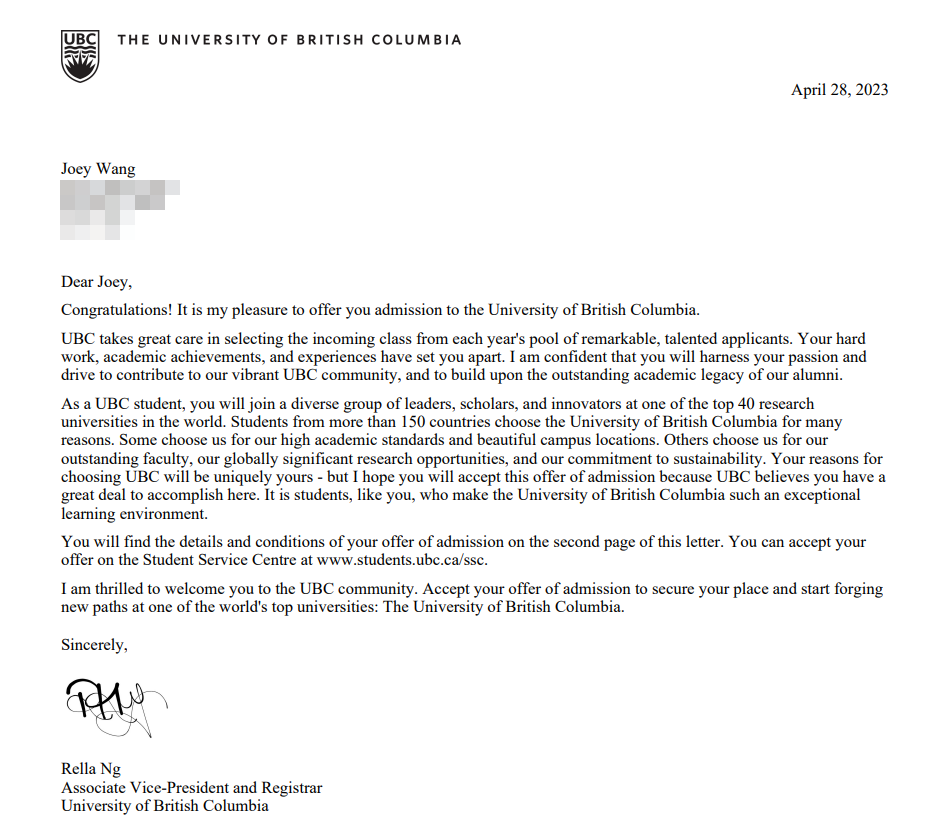 UBC
THE UNIVERSITY OF BRITISH COLUMBIA
April 28, 2023
Joey Wang
Dear Joey,
Congratulations! It is my pleasure to offer you admission to the University of British Columbia.
UBC takes great care in selecting the incoming class from each year's pool of remarkable, talented applicants. Your hard
work, academic achievements, and experiences have set you apart. I am confident that you will harness your passion and
drive to contribute to our vibrant UBC community, and to build upon the outstanding academic legacy of our alumni.
As a UBC student, you will join a diverse group of leaders, scholars, and innovators at one of the top 40 research
universities in the world. Students from more than 150 countries choose the University of British Columbia for many
reasons. Some choose us for our high academic standards and beautiful campus locations. Others choose us for our
outstanding faculty, our globally significant research opportunities, and our commitment to sustainability. Your reasons for
choosing UBC will be uniquely yours - but I hope you will accept this offer of admission because UBC believes you have a
great deal to accomplish here. It is students, like you, who make the University of British Columbia such an exceptional
learning environment.
You will find the details and conditions of your offer of admission on the second page of this letter. You can accept your
offer on the Student Service Centre at www.students.ubc.ca/ssc.
I am thrilled to welcome you to the UBC community. Accept your offer of admission to secure your place and start forging
new paths at one of the world's top universities: The University of British Columbia.
Sincerely,
Rella Ng
Associate Vice-President and Registrar
University of British Columbia